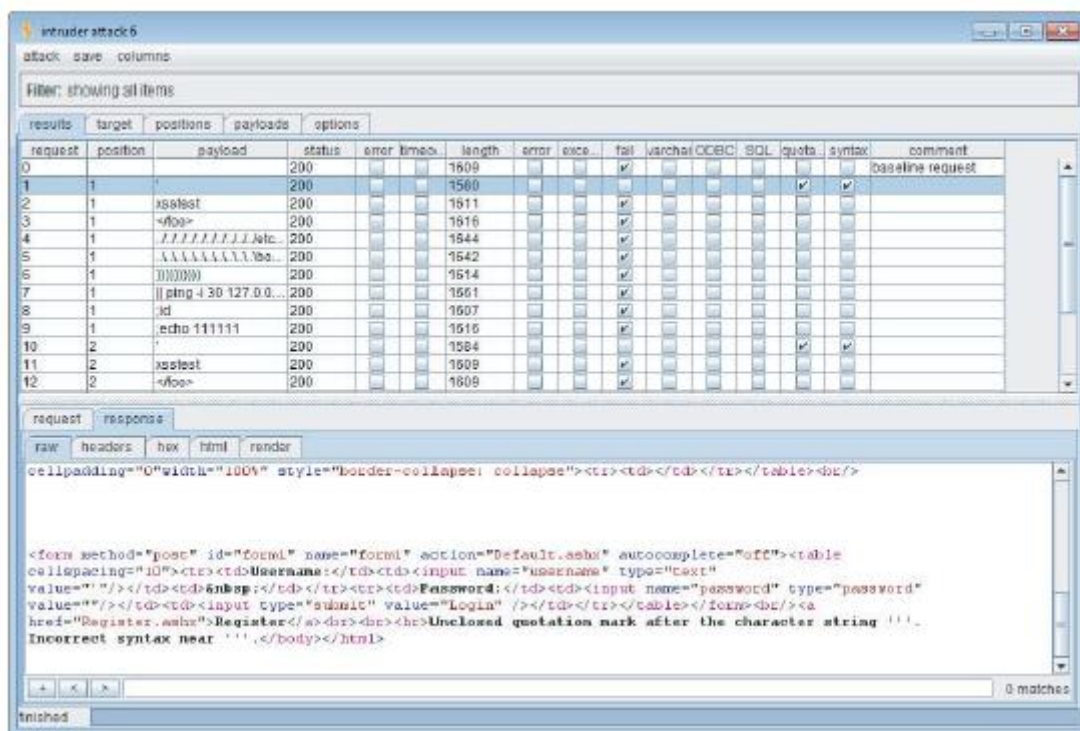 intruder attack 6
attack save columns
Filter: showing all items
results target positions payloads options
request position payload status error timeo.. length error exce... fail varchar ODBC SQL quota.. syntax comment
0 200 1609 baseline request
1 1 ' 200 1580
2 1 xsstest 200 1611
3 1 </foo> 200 1616
4 1 ../../../../../../../../../../etc... 200 1644
5 1 ..\..\..\..\..\..\..\..\..\..\bo... 200 1642
6 1 )))))))))) 200 1614
7 1 || ping -i 30 127.0.0.... 200 1661
8 1 ;id 200 1607
9 1 ;echo 111111 200 1616
10 2 ' 200 1584
11 2 xsstest 200 1609
12 2 </foo> 200 1609
request response
raw headers hex html render
cellpadding="0"width="100%" style="border-collapse: collapse"><tr><td></td></tr></table><br/>
<form method="post" id="form1" name="form1" action="Default.ashx" autocomplete="off"><table
cellspacing="10"><tr><td>Username:</td><td><input name="username" type="text"
value="'"/></td><td>&nbsp;</td></tr><tr><td>Password:</td><td><input name="password" type="password"
value=""/></td><td><input type="submit" value="Login" /></td></tr></table></form><br/><a
href="Register.ashx">Register</a><br><br><br>Unclosed quotation mark after the character string '''.
Incorrect syntax near '''.</body></html>
+ < > 0 matches
finished